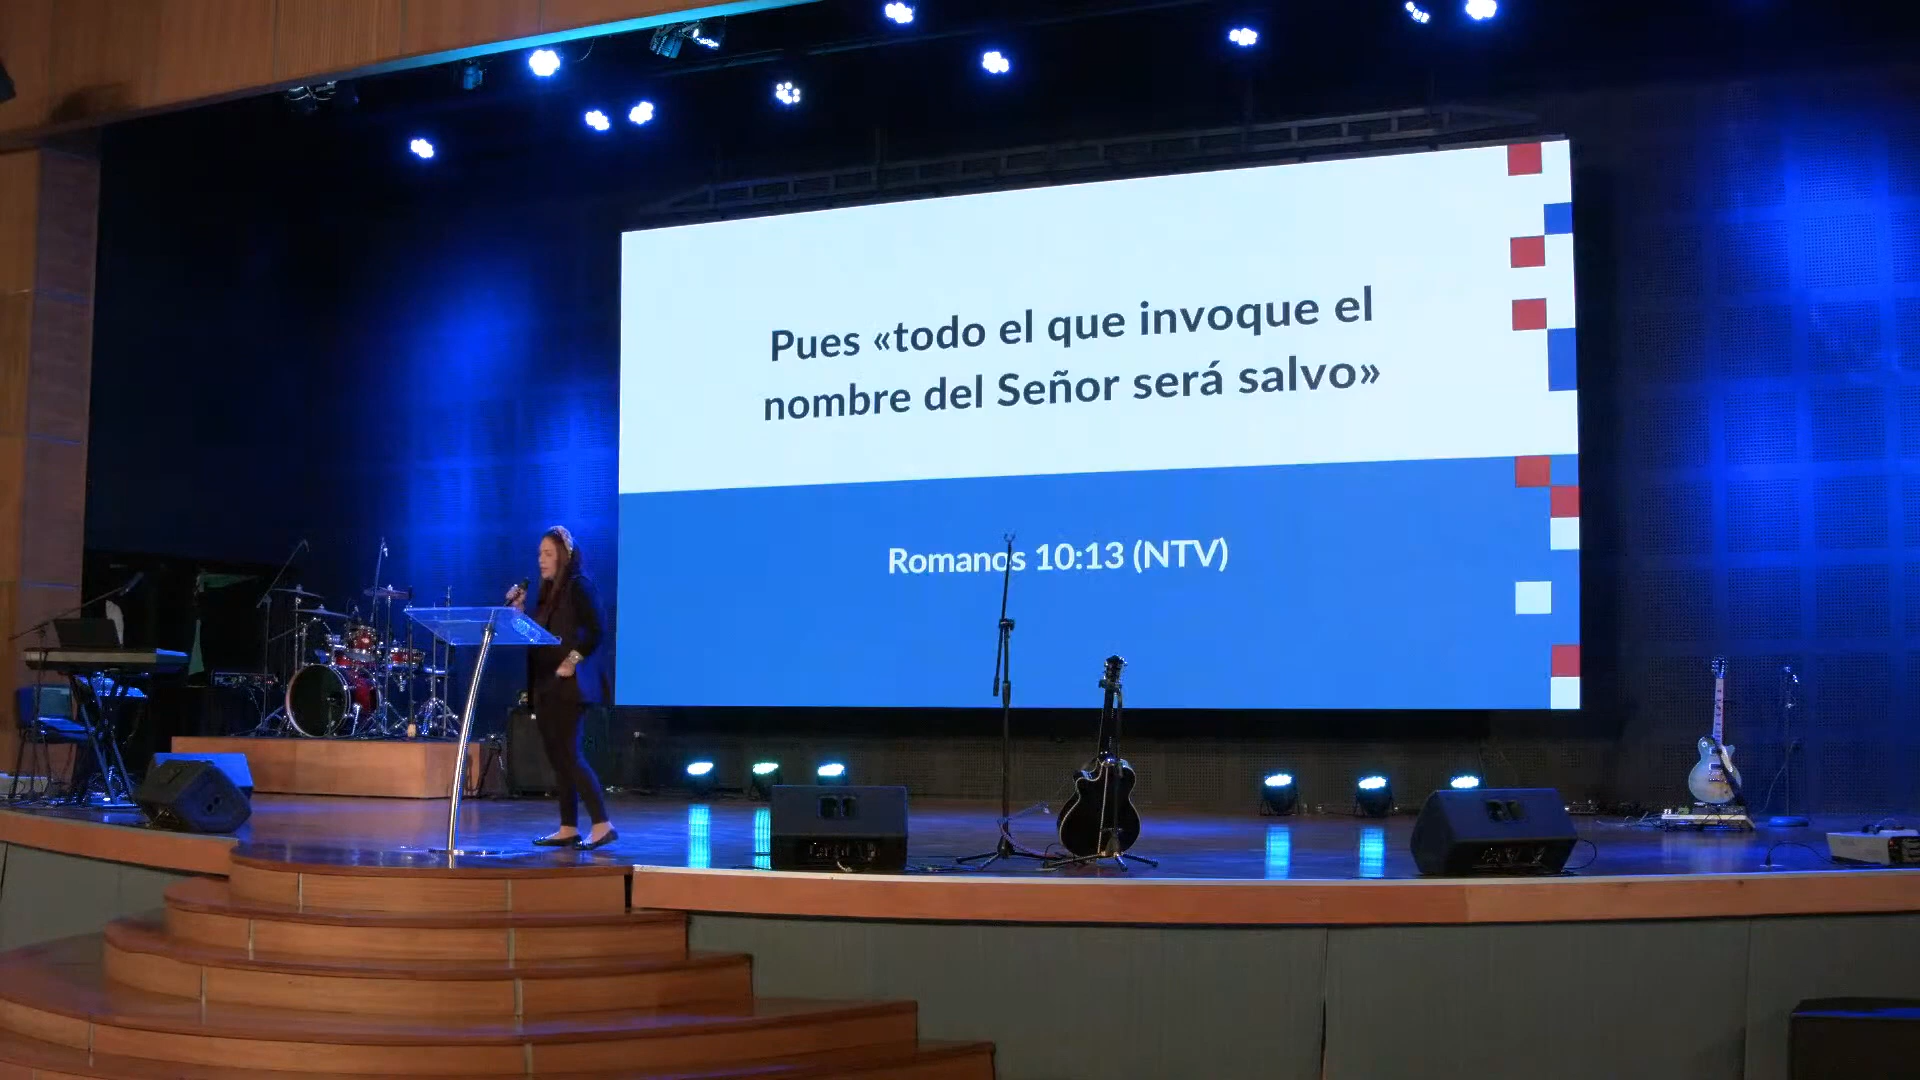 Pues «todo el que invoque el
nombre del Señor será salvo»
Romanos 10:13 (NTV)